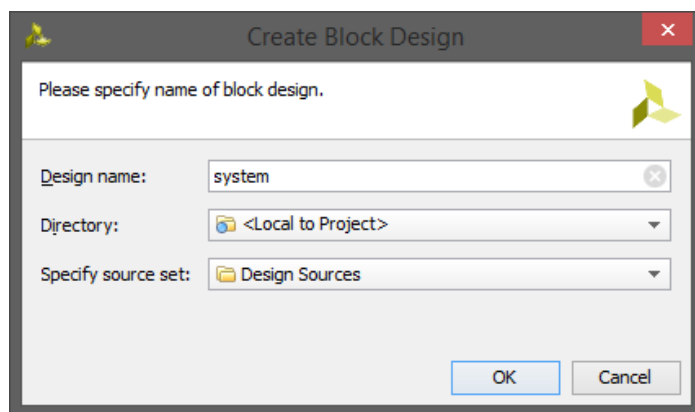 Create Block Design
Please specify name of block design.
Design name: system
Directory: <Local to Project>
Specify source set: Design Sources
OK Cancel